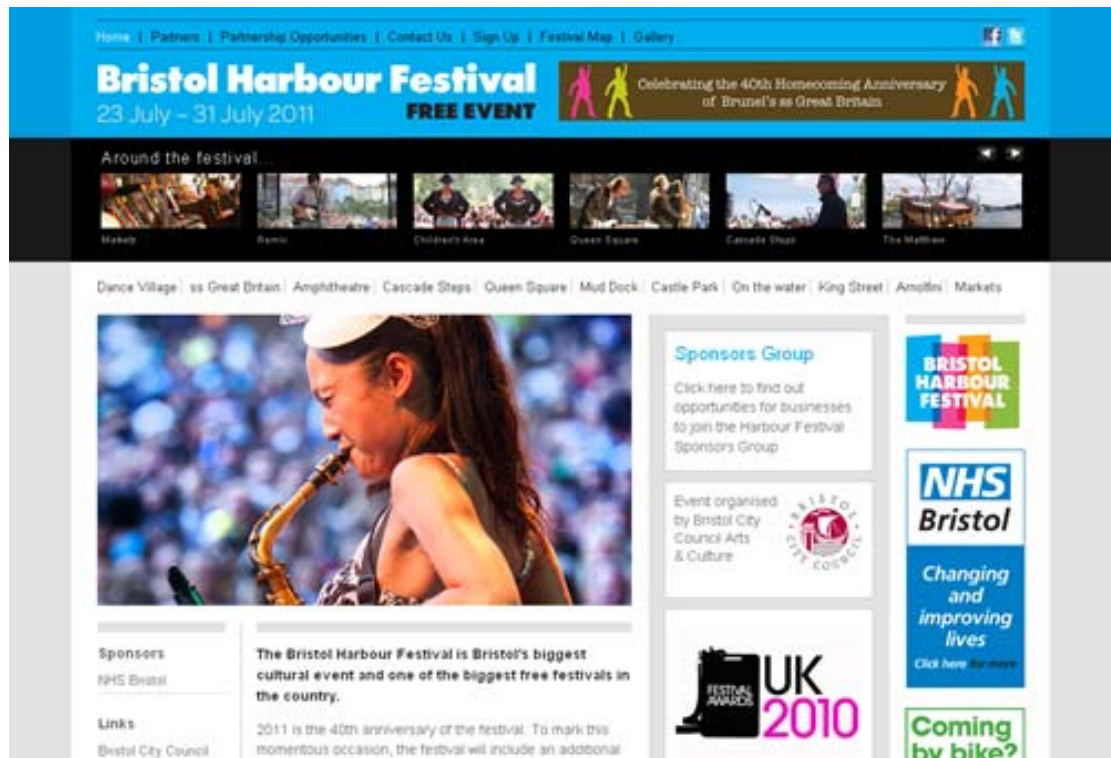 Home | Partners | Partnership Opportunities | Contact Us | Sign Up | Festival Map | Gallery
Bristol Harbour Festival
23 July – 31 July 2011
FREE EVENT
Celebrating the 40th Homecoming Anniversary
of Brunel's ss Great Britain
Around the festival...
Markets
Remix
Children's Area
Queen Square
Cascade Steps
The Matthew
Dance Village | ss Great Britain | Amphitheatre | Cascade Steps | Queen Square | Mud Dock | Castle Park | On the water | King Street | Arnolfini | Markets
Sponsors Group
Click here to find out
opportunities for businesses
to join the Harbour Festival
Sponsors Group
Event organised
by Bristol City
Council Arts
& Culture
BRISTOL
CITY COUNCIL
FESTIVAL
AWARDS
UK
2010
BRISTOL
HARBOUR
FESTIVAL
NHS
Bristol
Changing
and
improving
lives
Click here for more
Coming
by bike?
Sponsors
NHS Bristol
Links
Bristol City Council
The Bristol Harbour Festival is Bristol's biggest
cultural event and one of the biggest free festivals in
the country.
2011 is the 40th anniversary of the festival. To mark this
momentous occasion, the festival will include an additional